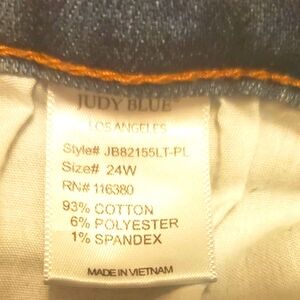 JUDY BLUE
LOS ANGELES
Style# JB82155LT-PL
Size# 24W
RN# 116380
93% COTTON
6% POLYESTER
1% SPANDEX
MADE IN VIETNAM